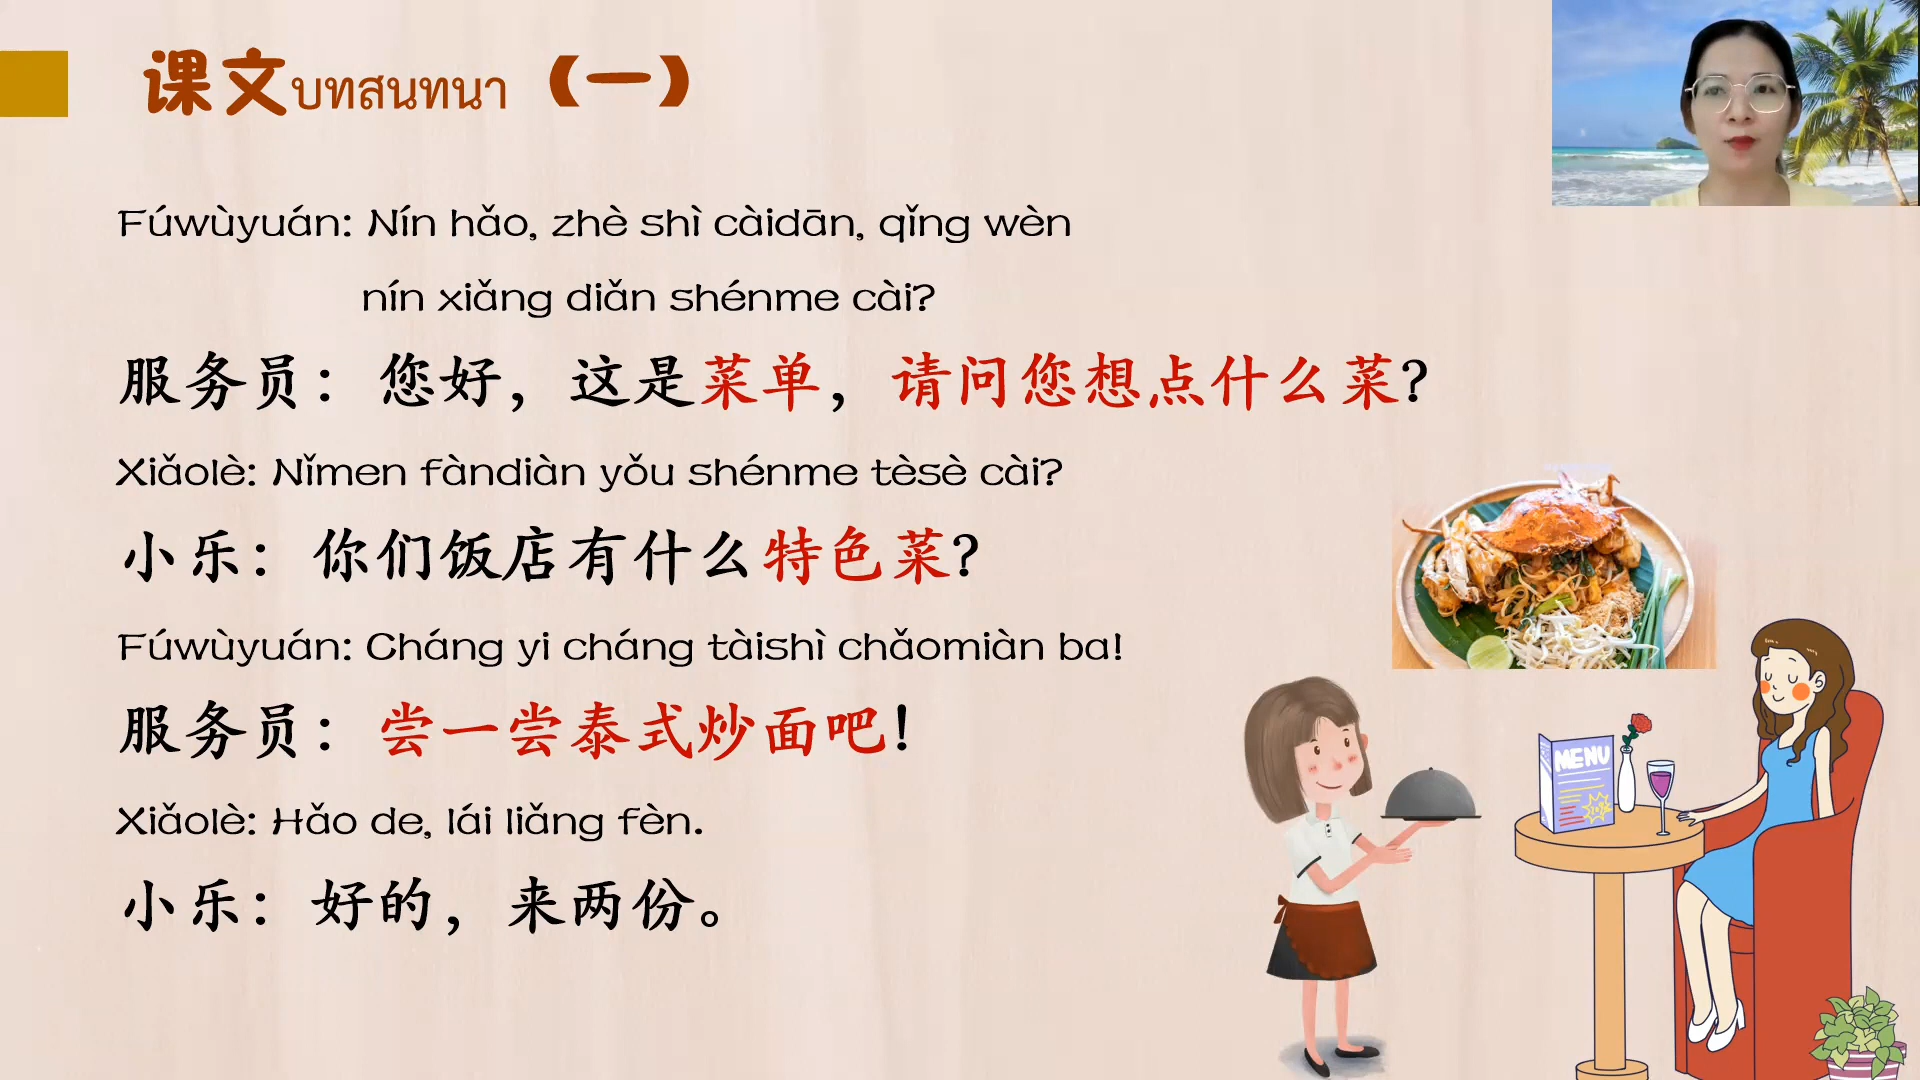 课文บทสนทนา（一）
Fúwùyuán: Nín hǎo, zhè shì càidān, qǐng wèn
nín xiǎng diǎn shénme cài?
服务员：您好，这是菜单，请问您想点什么菜？
Xiǎolè: Nǐmen fàndiàn yǒu shénme tèsè cài?
小乐：你们饭店有什么特色菜？
Fúwùyuán: Cháng yi cháng tàishì chǎomiàn ba!
服务员：尝一尝泰式炒面吧！
Xiǎolè: Hǎo de, lái liǎng fèn.
小乐：好的，来两份。
MENU